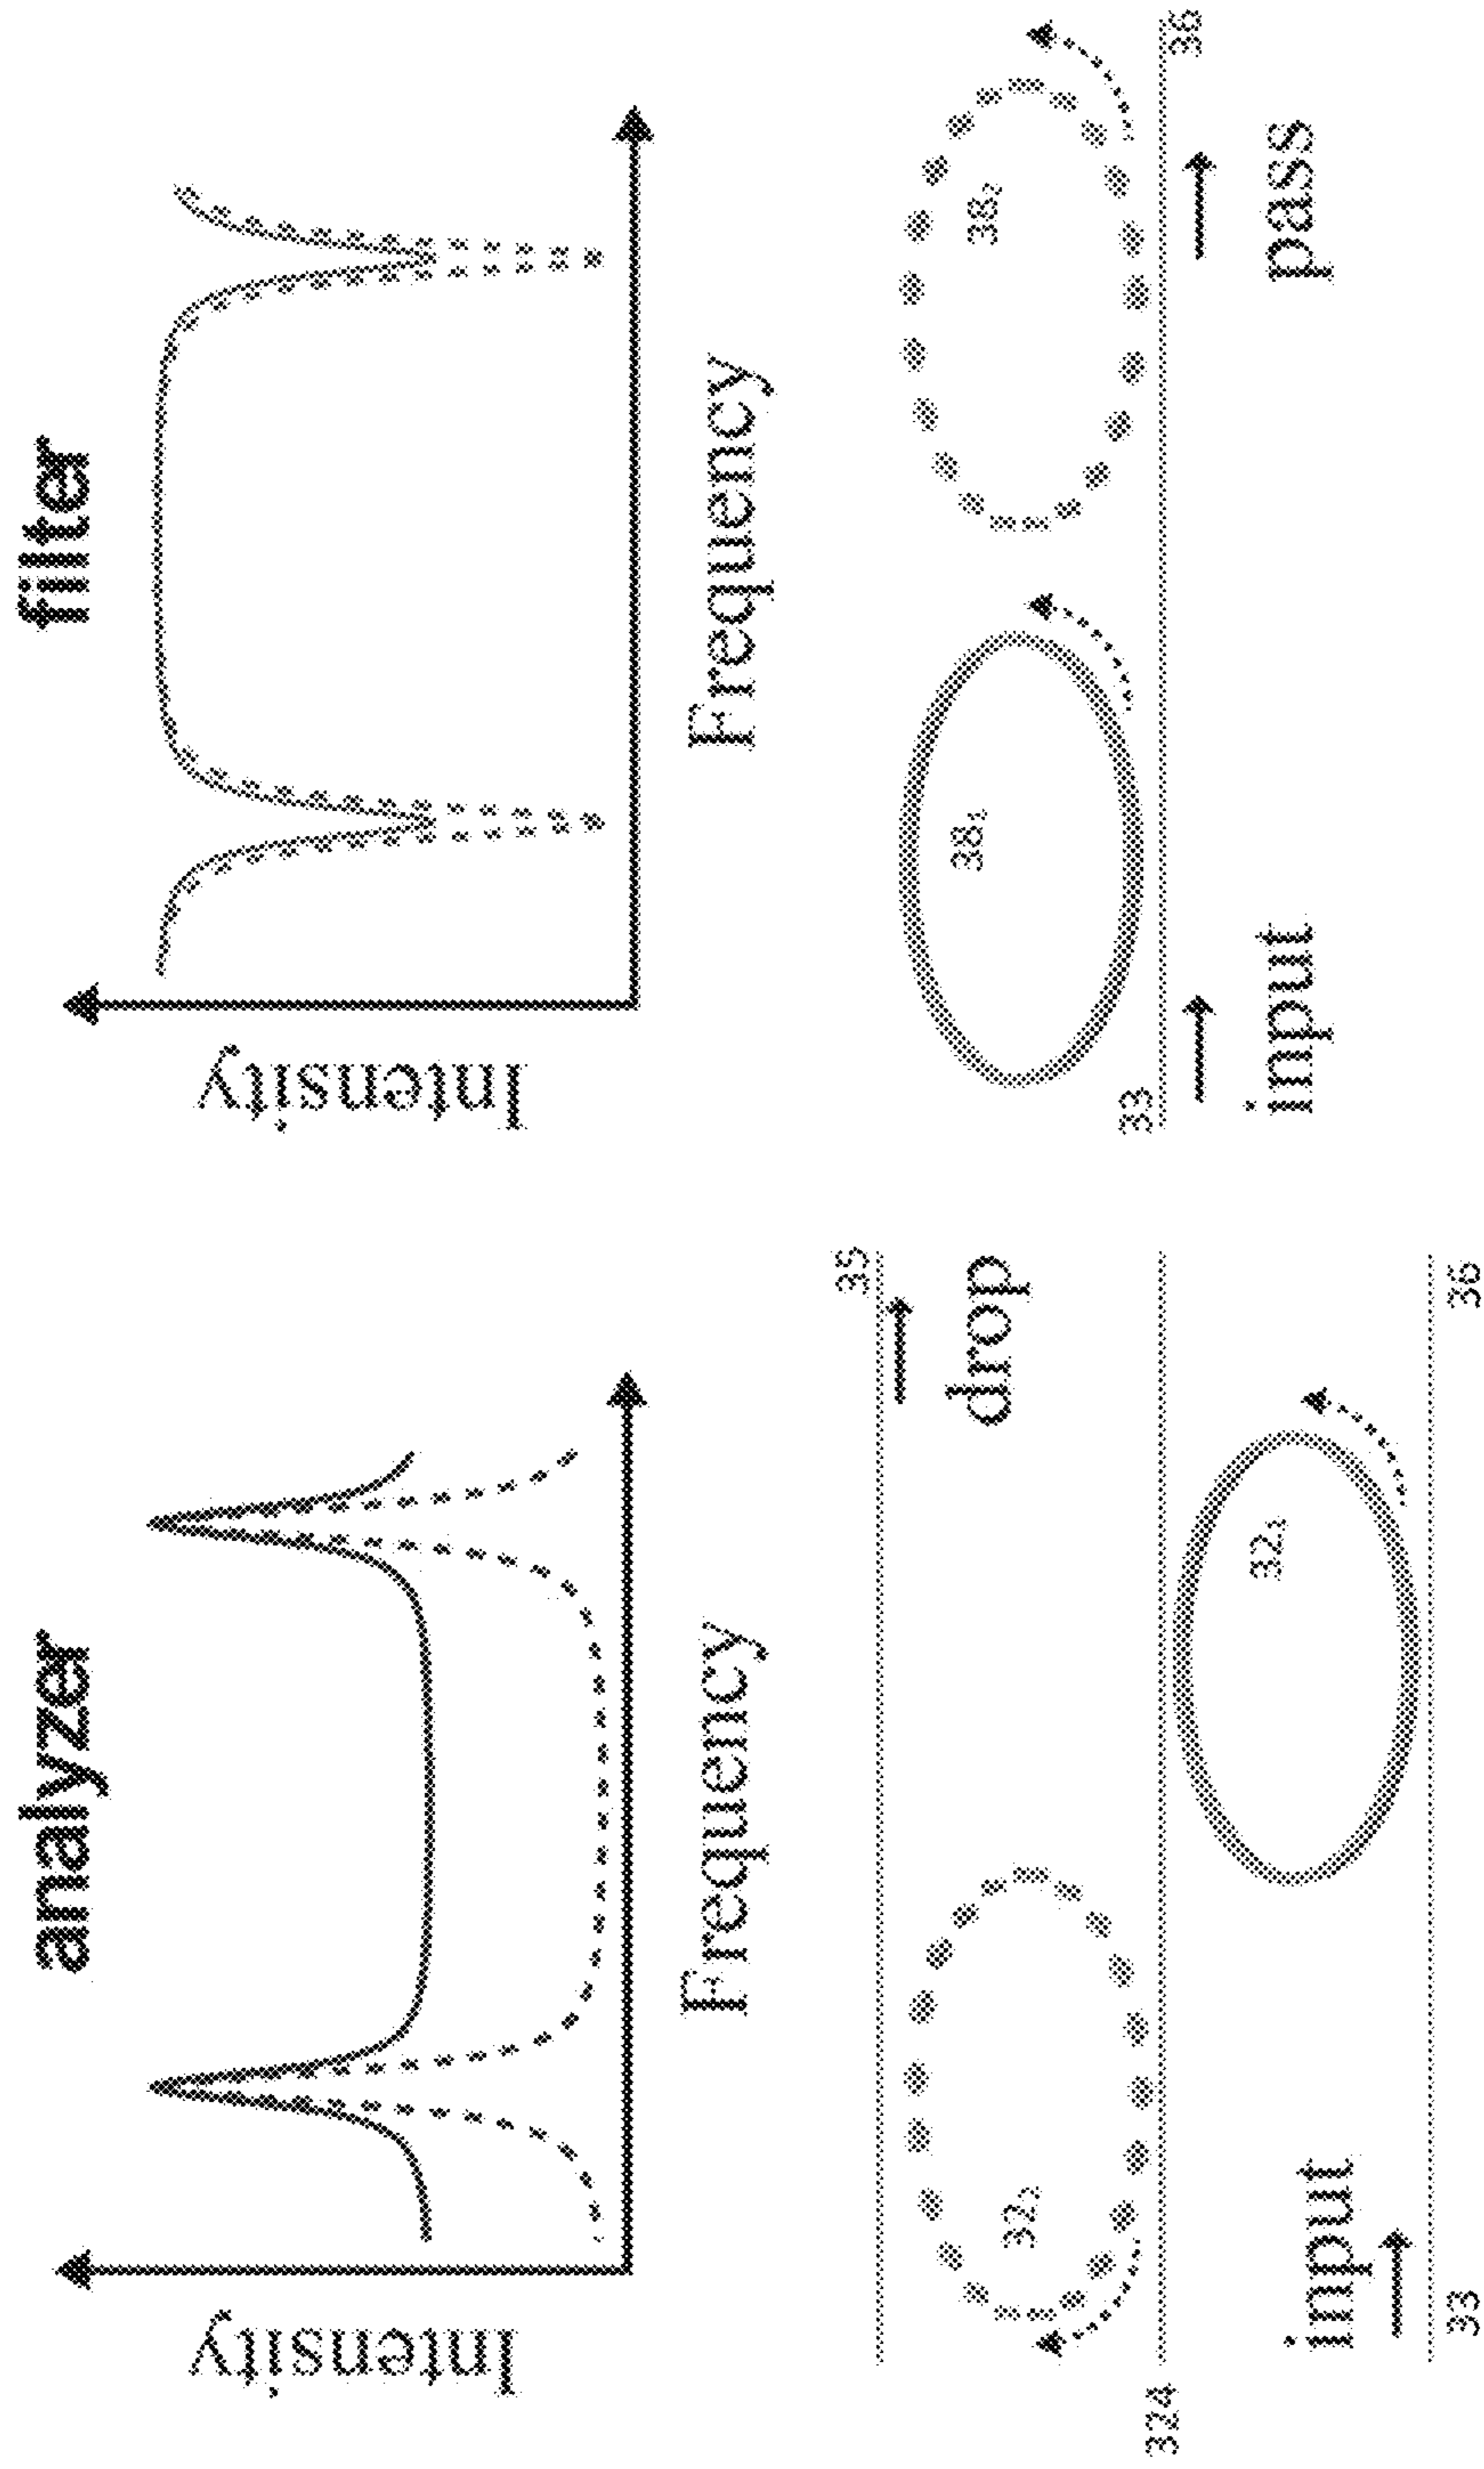 analyzer
Intensity
Frequency
35
drop
32₂
324
32₁
input
33
36
filter
Intensity
Frequency
38₁
38₂
33
36
input
pass